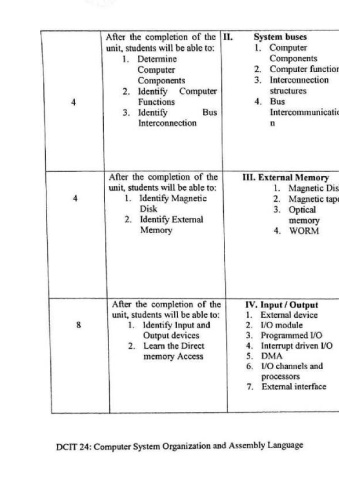 After the completion of the
unit, students will be able to:
1. Determine
Computer
Components
2. Identify Computer
Functions
3. Identify Bus
Interconnection
II. System buses
1. Computer
Components
2. Computer function
3. Interconnection
structures
4. Bus
Intercommunicatio
n
4
After the completion of the
unit, students will be able to:
1. Identify Magnetic
Disk
2. Identify External
Memory
III. External Memory
1. Magnetic Dis
2. Magnetic tape
3. Optical
memory
4. WORM
4
After the completion of the
unit, students will be able to:
1. Identify Input and
Output devices
2. Learn the Direct
memory Access
IV. Input / Output
1. External device
2. I/O module
3. Programmed I/O
4. Interrupt driven I/O
5. DMA
6. I/O channels and
processors
7. External interface
8
DCIT 24: Computer System Organization and Assembly Language